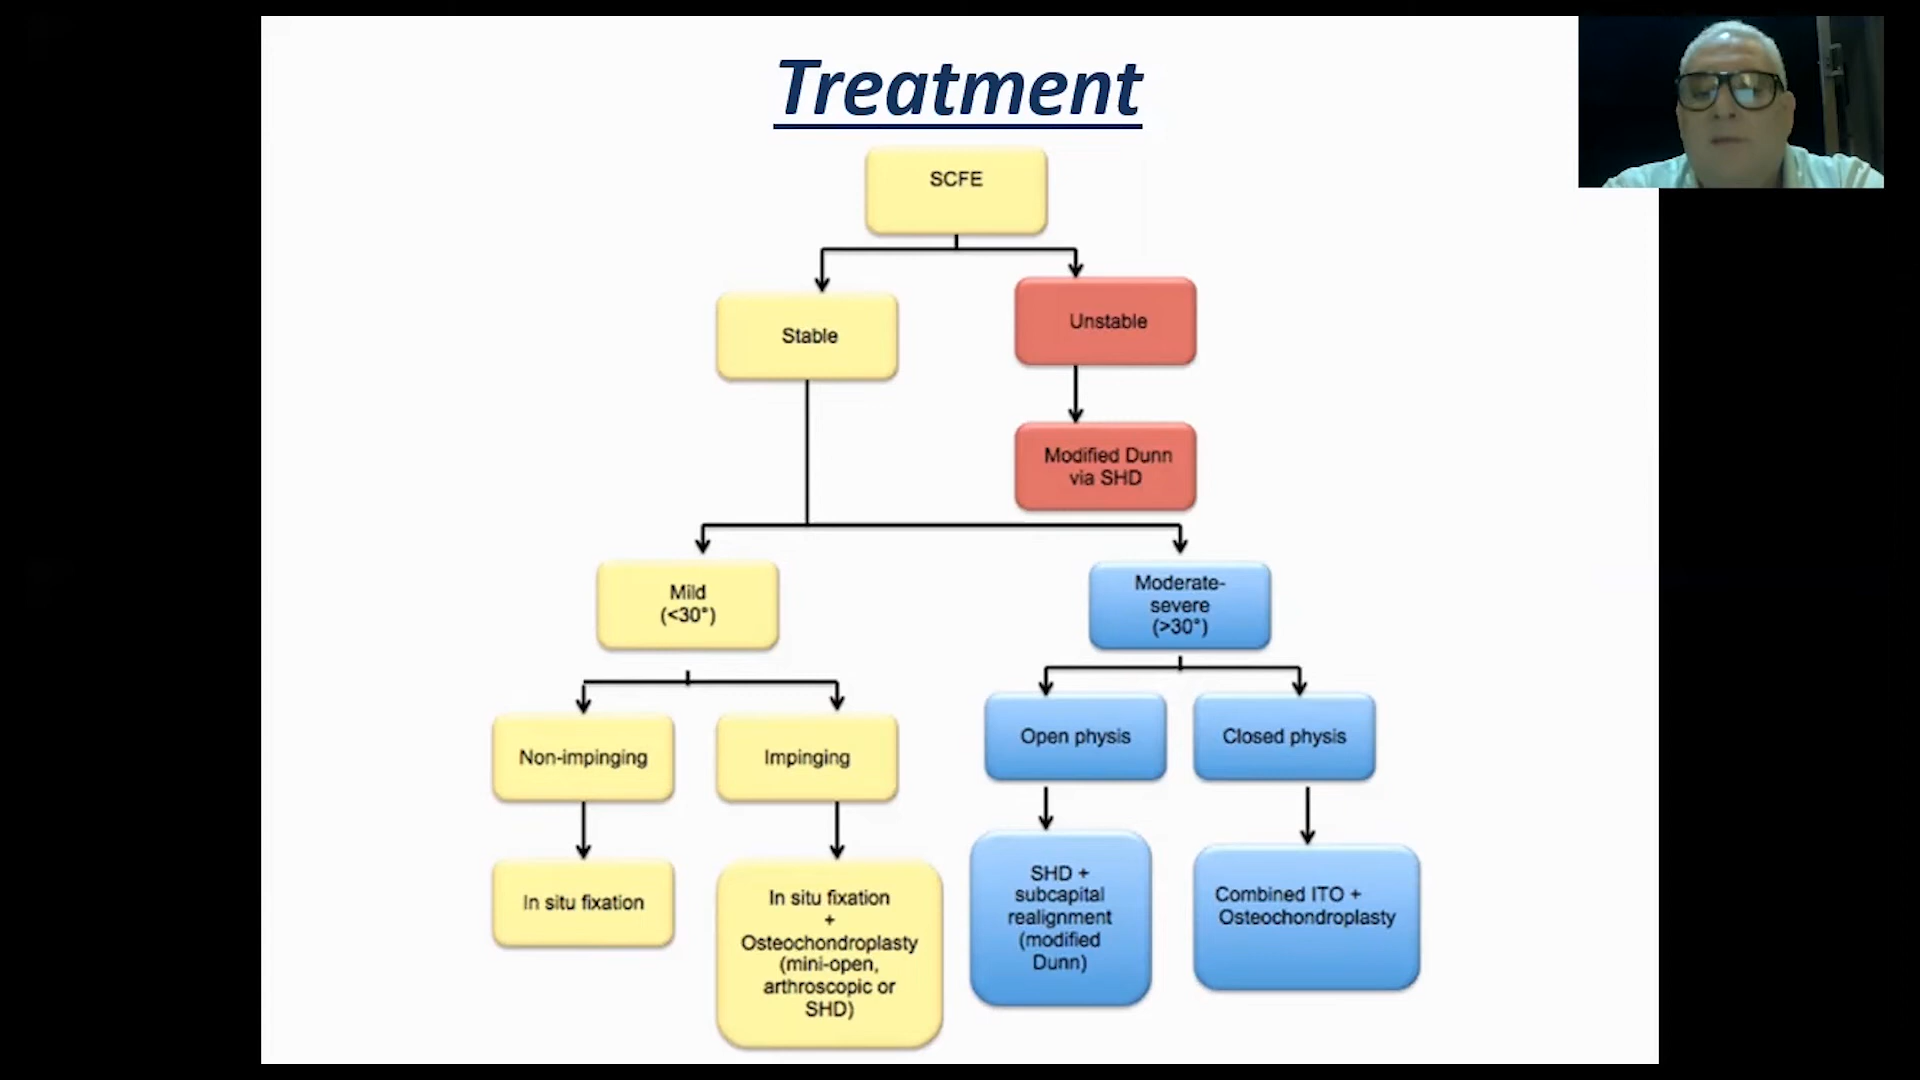 Treatment
SCFE
Stable
Unstable
Modified Dunn
via SHD
Mild
(<30°)
Moderate-
severe
(>30°)
Non-impinging
Impinging
Open physis
Closed physis
In situ fixation
In situ fixation
+
Osteochondroplasty
(mini-open,
arthroscopic or
SHD)
SHD +
subcapital
realignment
(modified
Dunn)
Combined ITO +
Osteochondroplasty